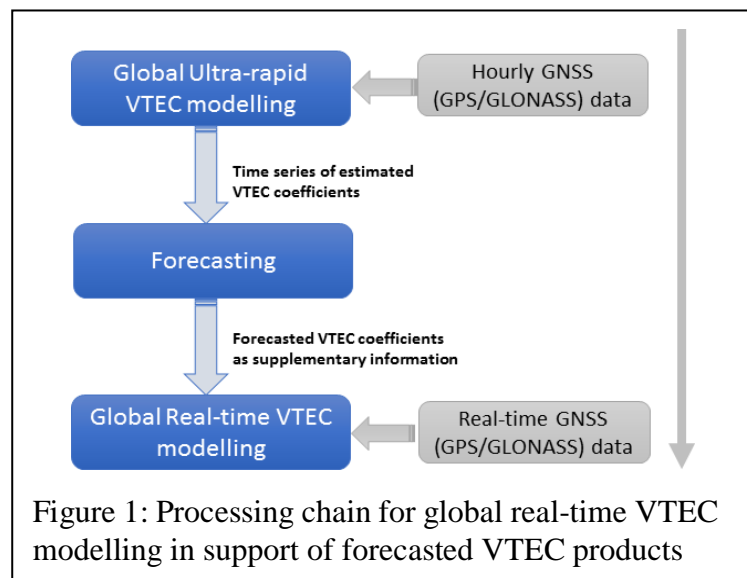 Global Ultra-rapid
VTEC modelling
Hourly GNSS
(GPS/GLONASS) data
Time series of estimated
VTEC coefficients
Forecasting
Forecasted VTEC coefficients
as supplementary information
Global Real-time VTEC
modelling
Real-time GNSS
(GPS/GLONASS) data
Figure 1: Processing chain for global real-time VTEC
modelling in support of forecasted VTEC products